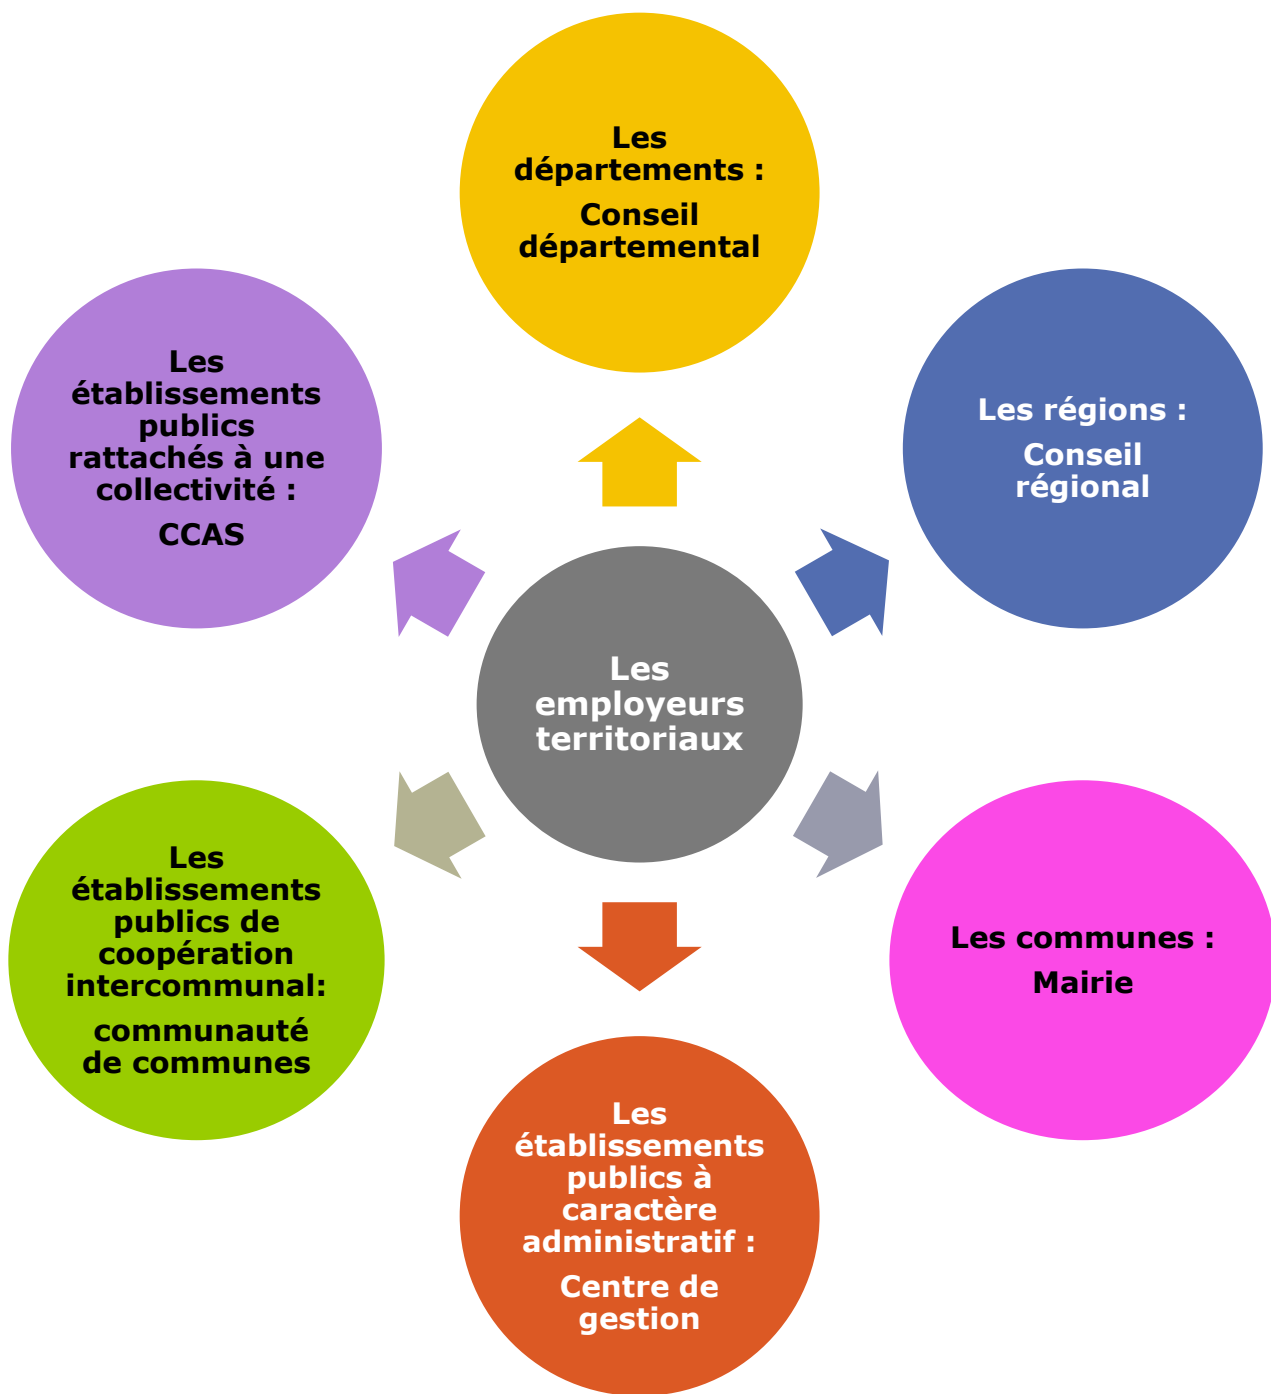 Les
départements :
Conseil
départemental
Les régions :
Conseil
régional
Les communes :
Mairie
Les
établissements
publics à
caractère
administratif :
Centre de
gestion
Les
établissements
publics de
coopération
intercommunal:
communauté
de communes
Les
établissements
publics
rattachés à une
collectivité :
CCAS
Les
employeurs
territoriaux